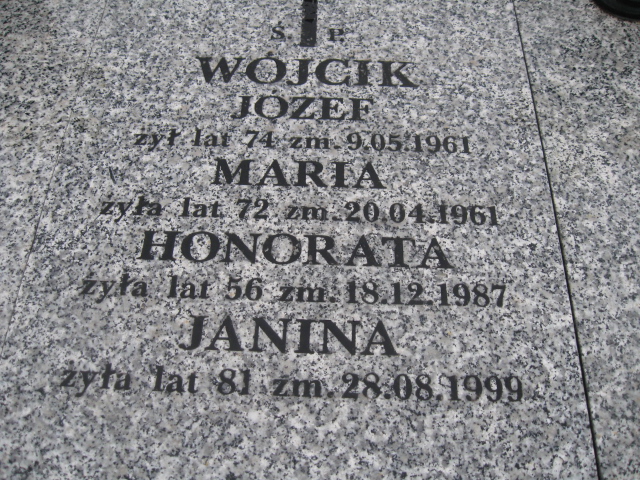 Ś. P.
WÓJCIK
JÓZEF
żył lat 74 zm. 9.05.1961
MARIA
żyła lat 72 zm. 20.04.1961
HONORATA
żyła lat 56 zm. 18.12.1987
JANINA
żyła lat 81 zm. 28.08.1999